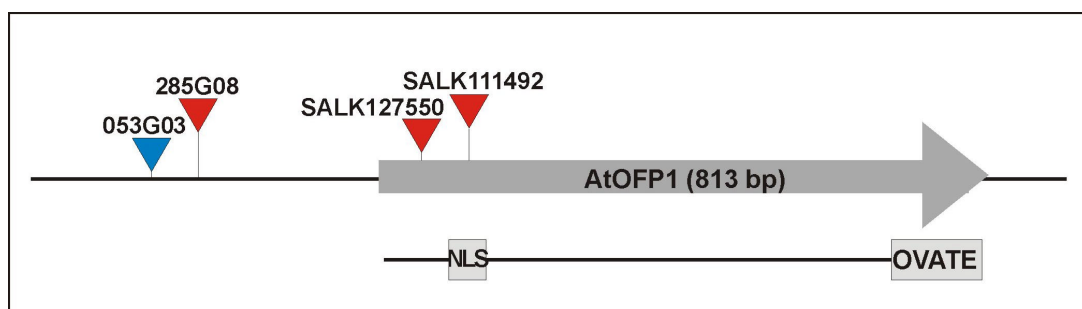 285G08
SALK111492
SALK127550
053G03
AtOFP1 (813 bp)
NLS
OVATE